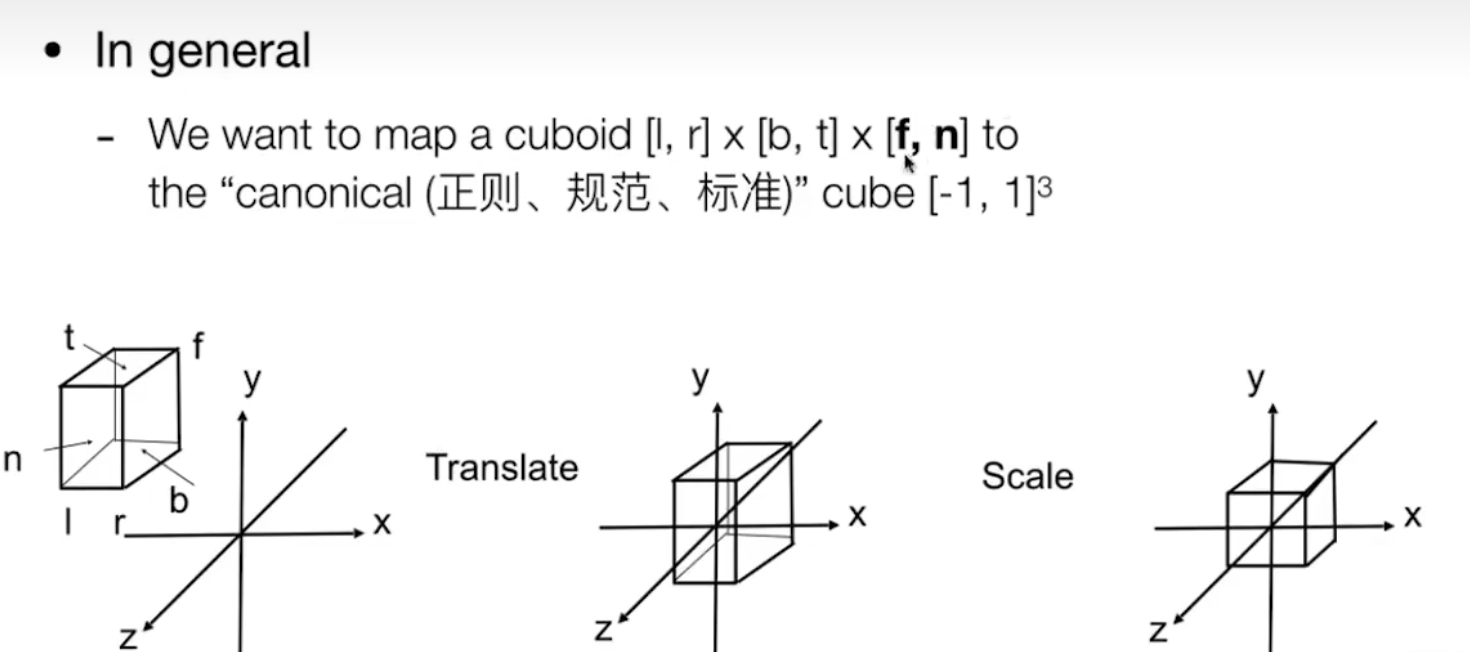 • In general
- We want to map a cuboid [l, r] x [b, t] x [f, n] to
the “canonical (正则、规范、标准)” cube [-1, 1]³
t
f
n
b
l
r
y
x
z
Translate
y
x
z
Scale
y
x
z